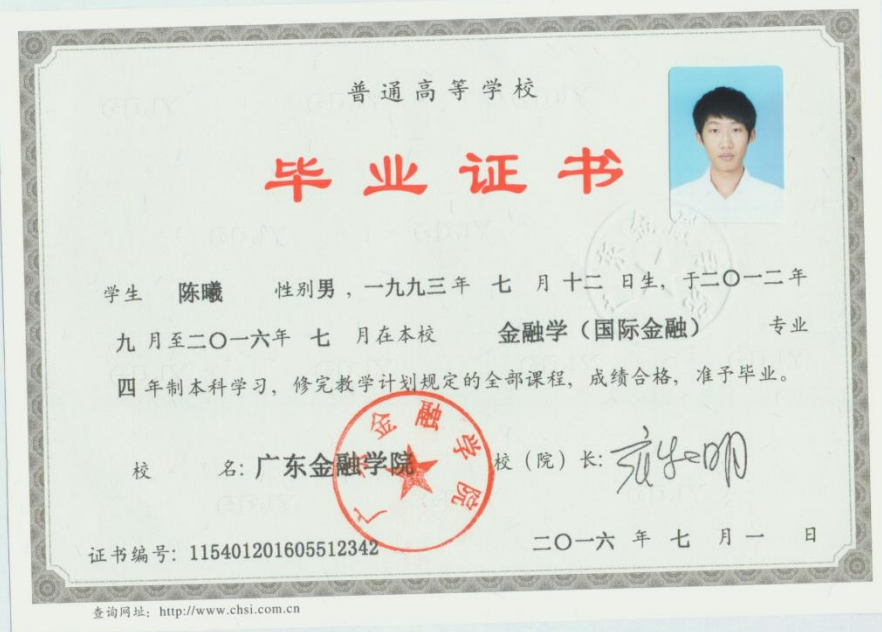 普通高等学校
毕业证书
学生 陈曦 性别男，一九九三年 七 月十二 日生，于二〇一二年
九 月至二〇一六年 七 月在本校 金融学（国际金融） 专业
四 年制本科学习，修完教学计划规定的全部课程，成绩合格，准予毕业。
校 名：广东金融学院 校（院）长：
广东金融学院
证书编号：115401201605512342 二〇一六 年 七 月 一 日
查询网址：http://www.chsi.com.cn